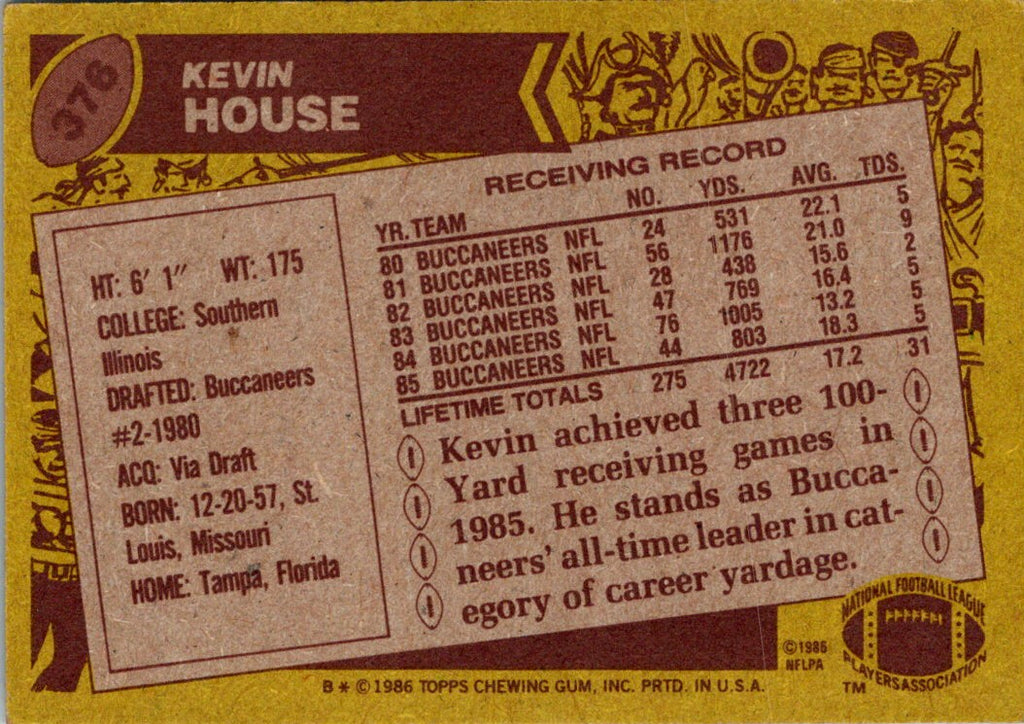 376
KEVIN
HOUSE
HT: 6' 1" WT: 175
COLLEGE: Southern
Illinois
DRAFTED: Buccaneers
#2-1980
ACQ: Via Draft
BORN: 12-20-57, St.
Louis, Missouri
HOME: Tampa, Florida
RECEIVING RECORD
YR. TEAM NO. YDS. AVG. TDS.
80 BUCCANEERS NFL 24 531 22.1 5
81 BUCCANEERS NFL 56 1176 21.0 9
82 BUCCANEERS NFL 28 438 15.6 2
83 BUCCANEERS NFL 47 769 16.4 5
84 BUCCANEERS NFL 76 1005 13.2 5
85 BUCCANEERS NFL 44 803 18.3 5
LIFETIME TOTALS 275 4722 17.2 31
Kevin achieved three 100-
Yard receiving games in
1985. He stands as Bucca-
neers' all-time leader in cat-
egory of career yardage.
©1986
NFLPA
NATIONAL FOOTBALL LEAGUE
PLAYERS ASSOCIATION
TM
B * © 1986 TOPPS CHEWING GUM, INC. PRTD. IN U.S.A.